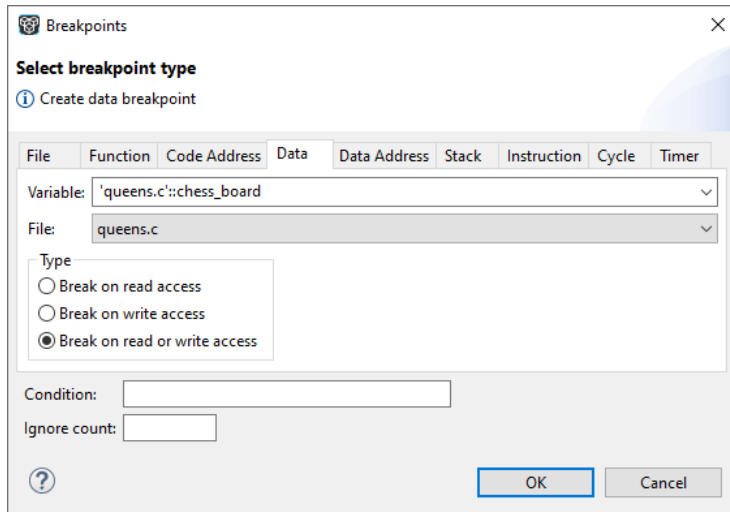 Breakpoints
Select breakpoint type
Create data breakpoint
File Function Code Address Data Data Address Stack Instruction Cycle Timer
Variable: 'queens.c'::chess_board
File: queens.c
Type
Break on read access
Break on write access
Break on read or write access
Condition:
Ignore count:
? OK Cancel